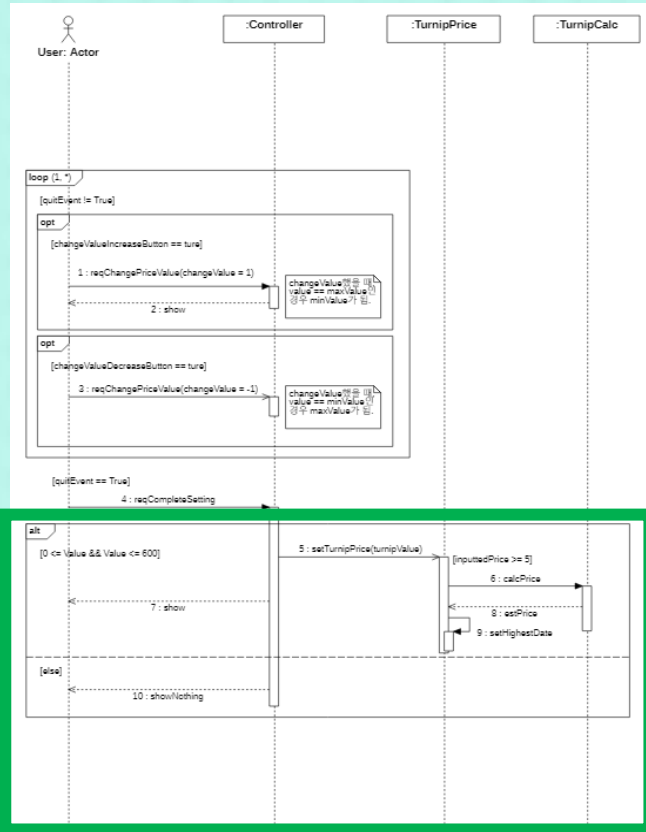 :Controller
:TurnipPrice
:TurnipCalc
User: Actor
loop (1, *)
[quitEvent != True]
opt
[changeValueIncreaseButton == ture]
1 : reqChangePriceValue(changeValue = 1)
changeValue했을 때
value == maxValue인
경우 minValue가 됨.
2 : show
opt
[changeValueDecreaseButton == ture]
3 : reqChangePriceValue(changeValue = -1)
changeValue했을 때
value == minValue인
경우 maxValue가 됨.
[quitEvent == True]
4 : reqCompleteSetting
alt
[0 <= Value && Value <= 600]
5 : setTurnipPrice(turnipValue)
[inputtedPrice >= 5]
6 : calcPrice
7 : show
8 : estPrice
9 : setHighestDate
[else]
10 : showNothing